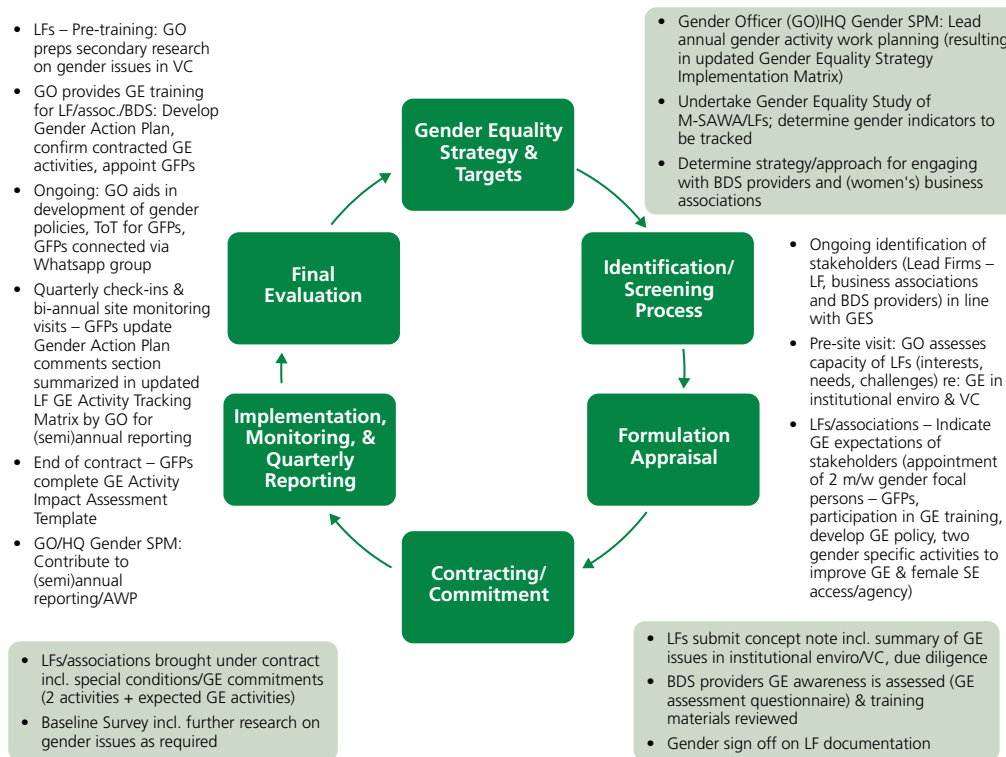 • LFs – Pre-training: GO
preps secondary research
on gender issues in VC
• GO provides GE training
for LF/assoc./BDS: Develop
Gender Action Plan,
confirm contracted GE
activities, appoint GFPs
• Ongoing: GO aids in
development of gender
policies, ToT for GFPs,
GFPs connected via
Whatsapp group
• Quarterly check-ins &
bi-annual site monitoring
visits – GFPs update
Gender Action Plan
comments section
summarized in updated
LF GE Activity Tracking
Matrix by GO for
(semi)annual reporting
• End of contract – GFPs
complete GE Activity
Impact Assessment
Template
• GO/HQ Gender SPM:
Contribute to
(semi)annual
reporting/AWP
Gender Equality
Strategy &
Targets
• Gender Officer (GO)IHQ Gender SPM: Lead
annual gender activity work planning (resulting
in updated Gender Equality Strategy
Implementation Matrix)
• Undertake Gender Equality Study of
M-SAWA/LFs; determine gender indicators to
be tracked
• Determine strategy/approach for engaging
with BDS providers and (women's) business
associations
Final
Evaluation
Identification/
Screening
Process
• Ongoing identification of
stakeholders (Lead Firms –
LF, business associations
and BDS providers) in line
with GES
• Pre-site visit: GO assesses
capacity of LFs (interests,
needs, challenges) re: GE in
institutional enviro & VC
• LFs/associations – Indicate
GE expectations of
stakeholders (appointment
of 2 m/w gender focal
persons – GFPs,
participation in GE training,
develop GE policy, two
gender specific activities to
improve GE & female SE
access/agency)
Implementation,
Monitoring, &
Quarterly
Reporting
Formulation
Appraisal
Contracting/
Commitment
• LFs/associations brought under contract
incl. special conditions/GE commitments
(2 activities + expected GE activities)
• Baseline Survey incl. further research on
gender issues as required
• LFs submit concept note incl. summary of GE
issues in institutional enviro/VC, due diligence
• BDS providers GE awareness is assessed (GE
assessment questionnaire) & training
materials reviewed
• Gender sign off on LF documentation